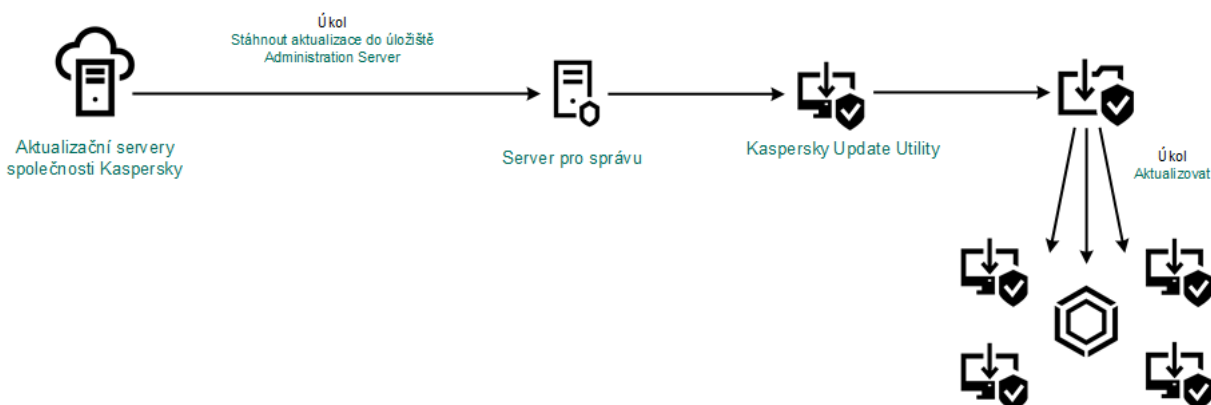 Úkol
Stáhnout aktualizace do úložiště
Administration Server
Aktualizační servery
společnosti Kaspersky
Server pro správu
Kaspersky Update Utility
Úkol
Aktualizovat